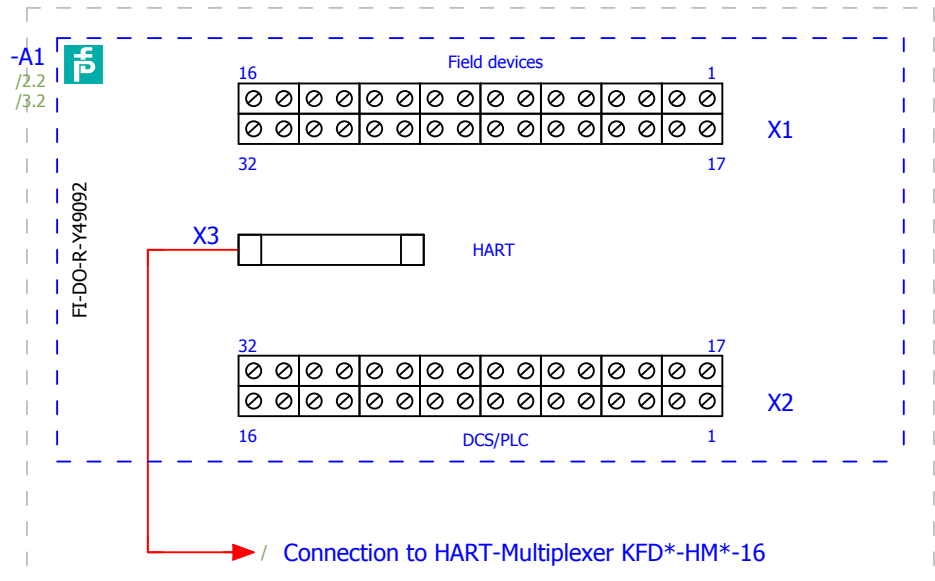 -A1
/2.2
/3.2
FI-DO-R-Y49092
Field devices
16
1
X1
32
17
X3
HART
32
17
X2
16
DCS/PLC
1
/ Connection to HART-Multiplexer KFD*-HM*-16